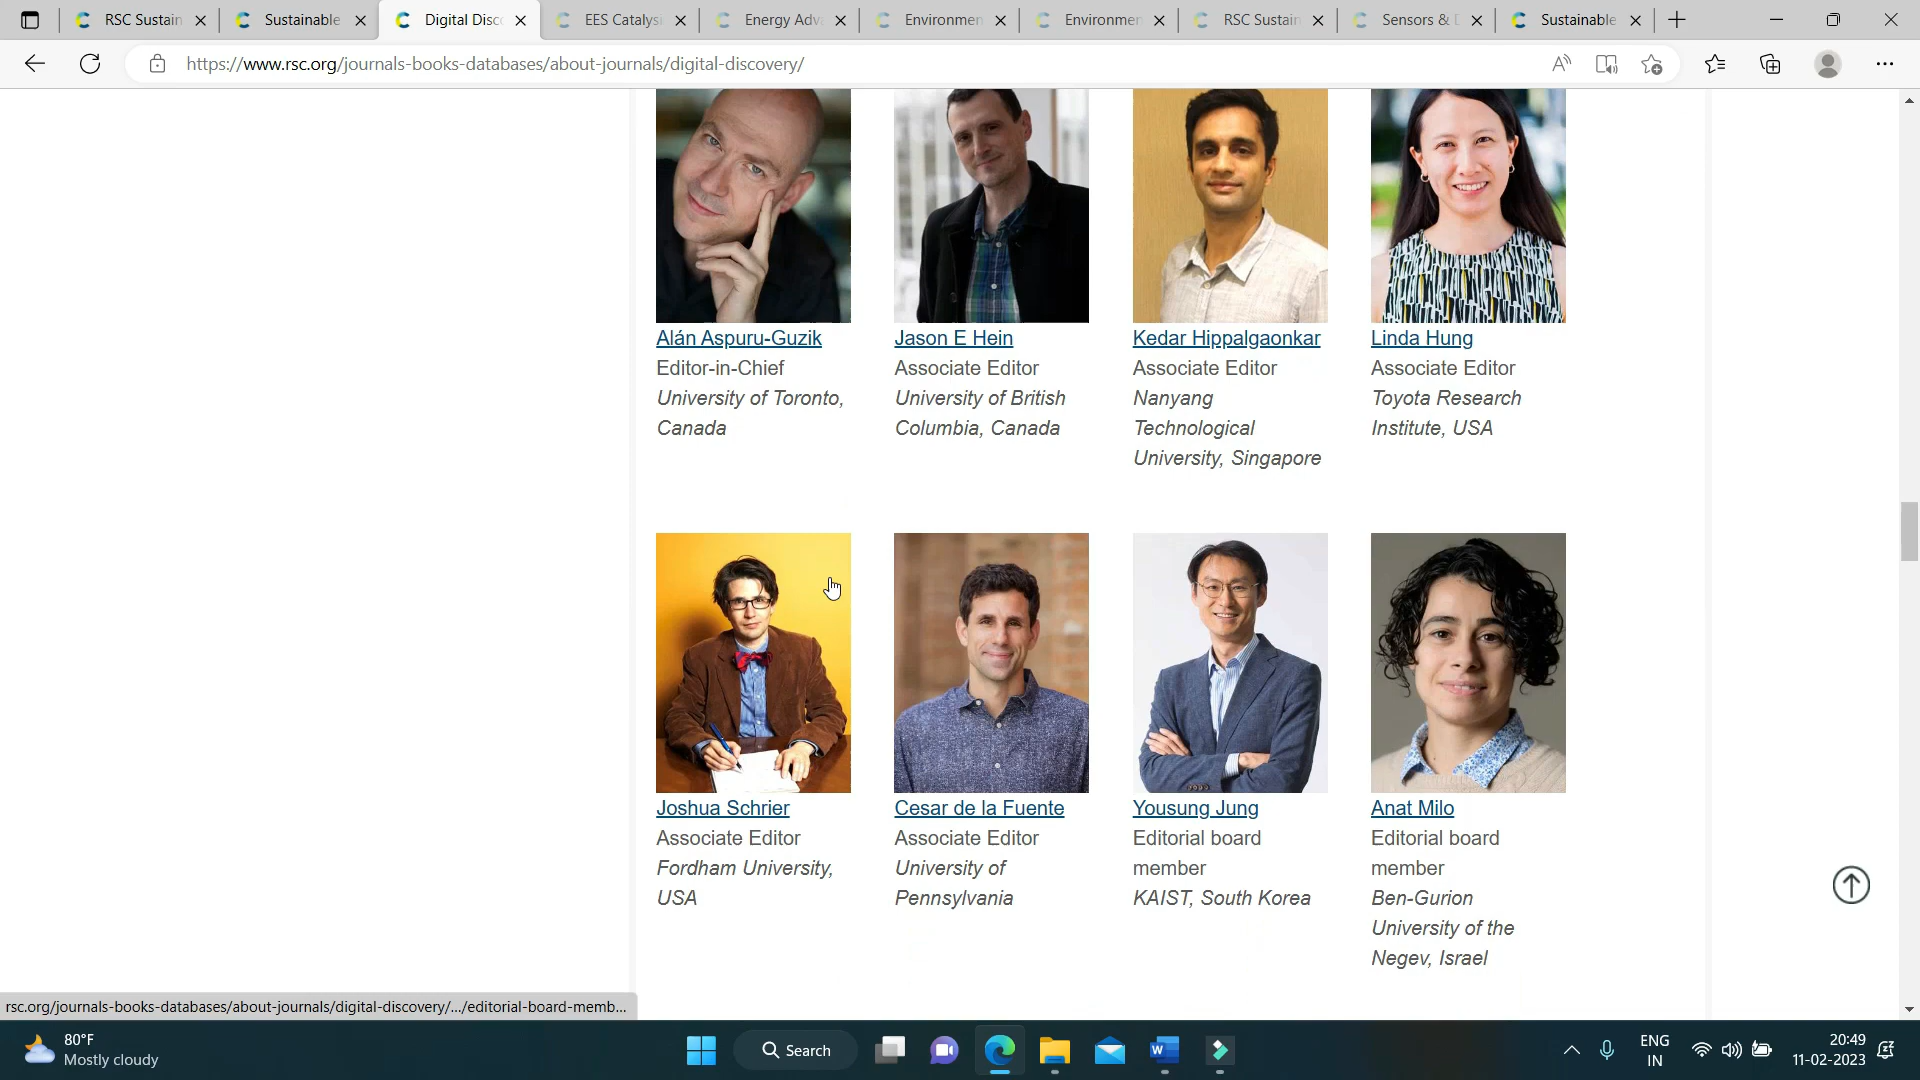 RSC Sustain
Sustainable
Digital Disc
EES Catalys
Energy Adv
Environmen
Environmen
RSC Sustain
Sensors & D
Sustainable
https://www.rsc.org/journals-books-databases/about-journals/digital-discovery/
Alán Aspuru-Guzik
Editor-in-Chief
University of Toronto,
Canada
Jason E Hein
Associate Editor
University of British
Columbia, Canada
Kedar Hippalgaonkar
Associate Editor
Nanyang
Technological
University, Singapore
Linda Hung
Associate Editor
Toyota Research
Institute, USA
Joshua Schrier
Associate Editor
Fordham University,
USA
Cesar de la Fuente
Associate Editor
University of
Pennsylvania
Yousung Jung
Editorial board
member
KAIST, South Korea
Anat Milo
Editorial board
member
Ben-Gurion
University of the
Negev, Israel
rsc.org/journals-books-databases/about-journals/digital-discovery/.../editorial-board-memb...
80°F
Mostly cloudy
Search
ENG
IN
20:49
11-02-2023